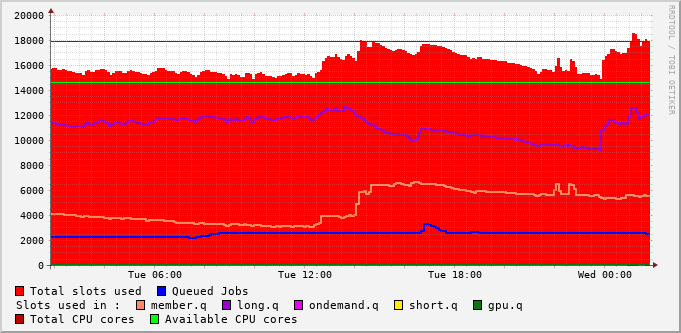 20000
18000
16000
14000
12000
10000
8000
6000
4000
2000
0
Tue 06:00 Tue 12:00 Tue 18:00 Wed 00:00
RRDTOOL / TOBI OETIKER
Total slots used Queued Jobs
Slots used in : member.q long.q ondemand.q short.q gpu.q
Total CPU cores Available CPU cores